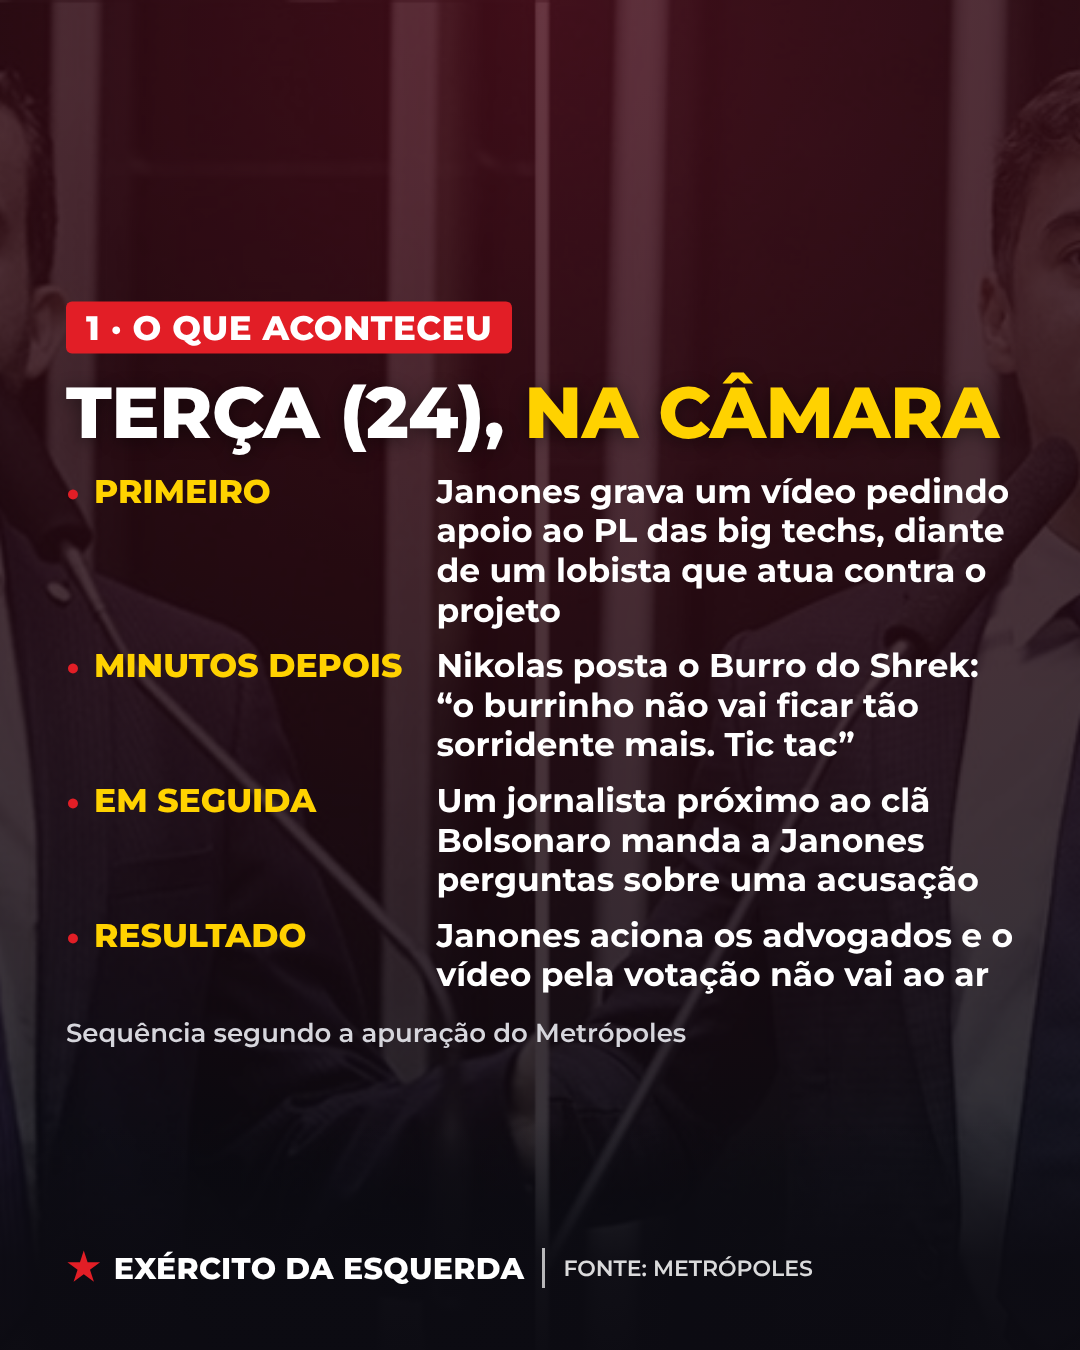 1 • O QUE ACONTECEU
TERÇA (24), NA CÂMARA
• PRIMEIRO
Janones grava um vídeo pedindo
apoio ao PL das big techs, diante
de um lobista que atua contra o
projeto
• MINUTOS DEPOIS
Nikolas posta o Burro do Shrek:
“o burrinho não vai ficar tão
sorridente mais. Tic tac”
• EM SEGUIDA
Um jornalista próximo ao clã
Bolsonaro manda a Janones
perguntas sobre uma acusação
• RESULTADO
Janones aciona os advogados e o
vídeo pela votação não vai ao ar
Sequência segundo a apuração do Metrópoles
★ EXÉRCITO DA ESQUERDA | FONTE: METRÓPOLES